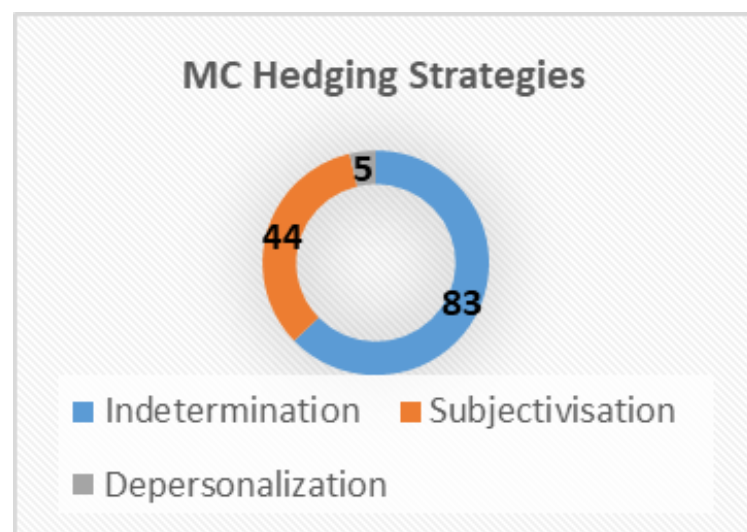 MC Hedging Strategies
5
44
83
Indetermination Subjectivisation
Depersonalization